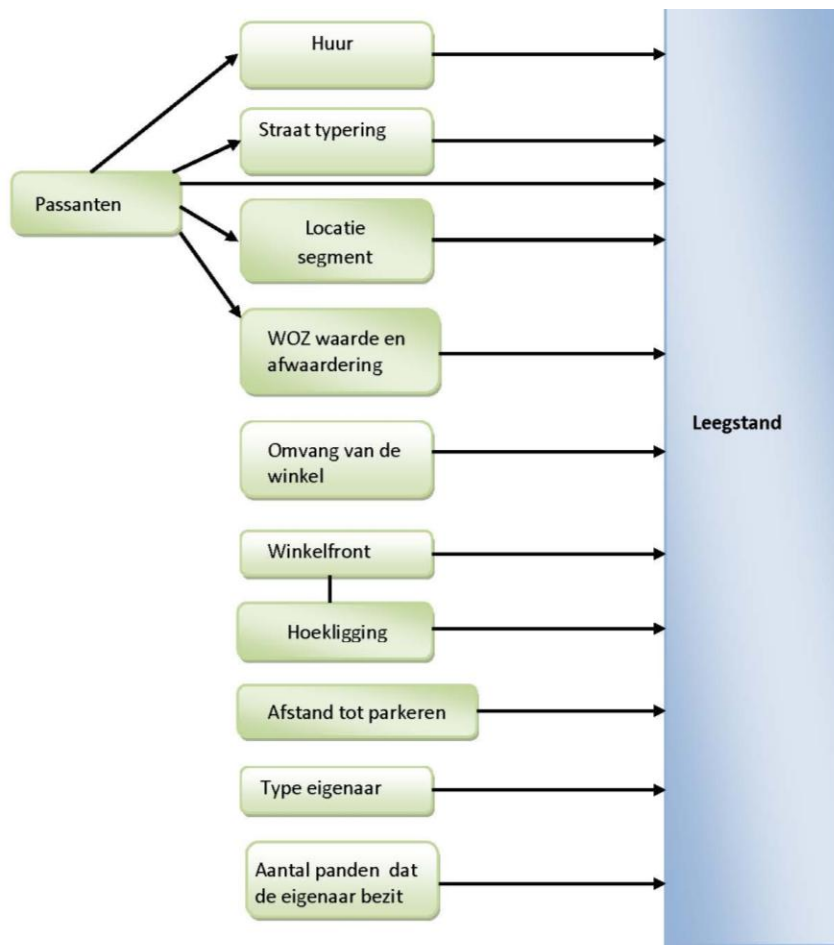 Huur
Straat typering
Passanten
Locatie
segment
WOZ waarde en
afwaardering
Leegstand
Omvang van de
winkel
Winkelfront
Hoekligging
Afstand tot parkeren
Type eigenaar
Aantal panden dat
de eigenaar bezit